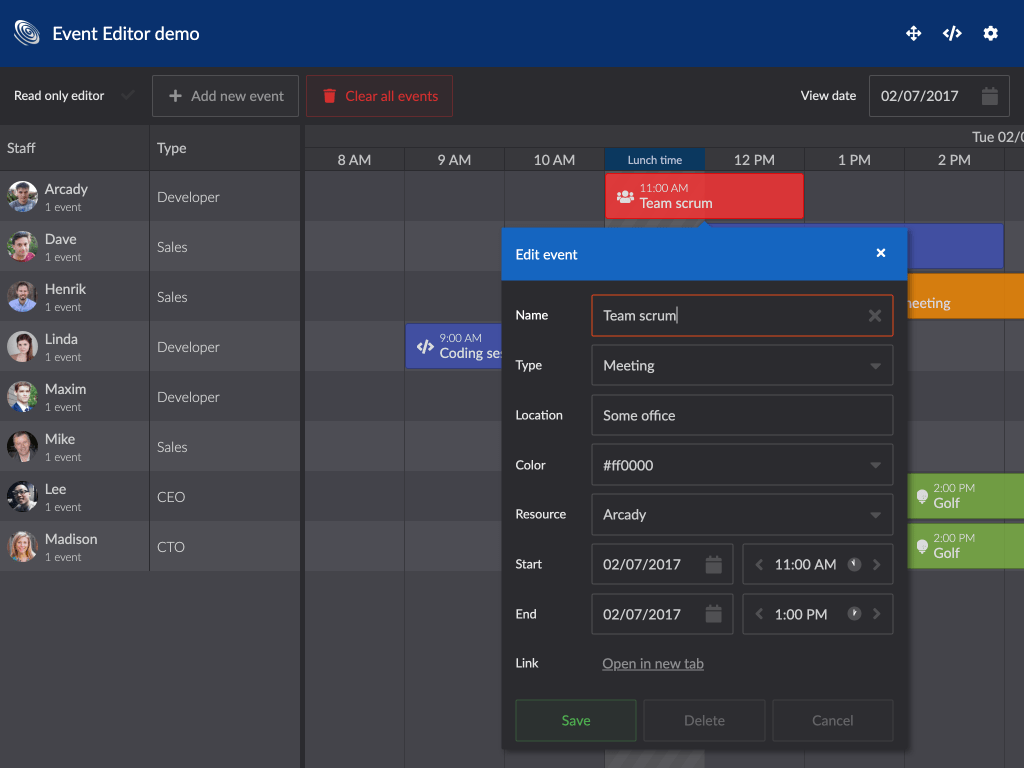 Event Editor demo
Read only editor
Add new event
Clear all events
View date
02/07/2017
Staff
Type
Tue 02/0
8 AM
9 AM
10 AM
Lunch time
12 PM
1 PM
2 PM
Arcady
1 event
Developer
11:00 AM
Team scrum
Dave
1 event
Sales
Henrik
1 event
Sales
meeting
Linda
1 event
Developer
9:00 AM
Coding se
Maxim
1 event
Developer
Mike
1 event
Sales
Lee
1 event
CEO
2:00 PM
Golf
Madison
1 event
CTO
2:00 PM
Golf
Edit event
Name
Team scrum
Type
Meeting
Location
Some office
Color
#ff0000
Resource
Arcady
Start
02/07/2017
11:00 AM
End
02/07/2017
1:00 PM
Link
Open in new tab
Save
Delete
Cancel